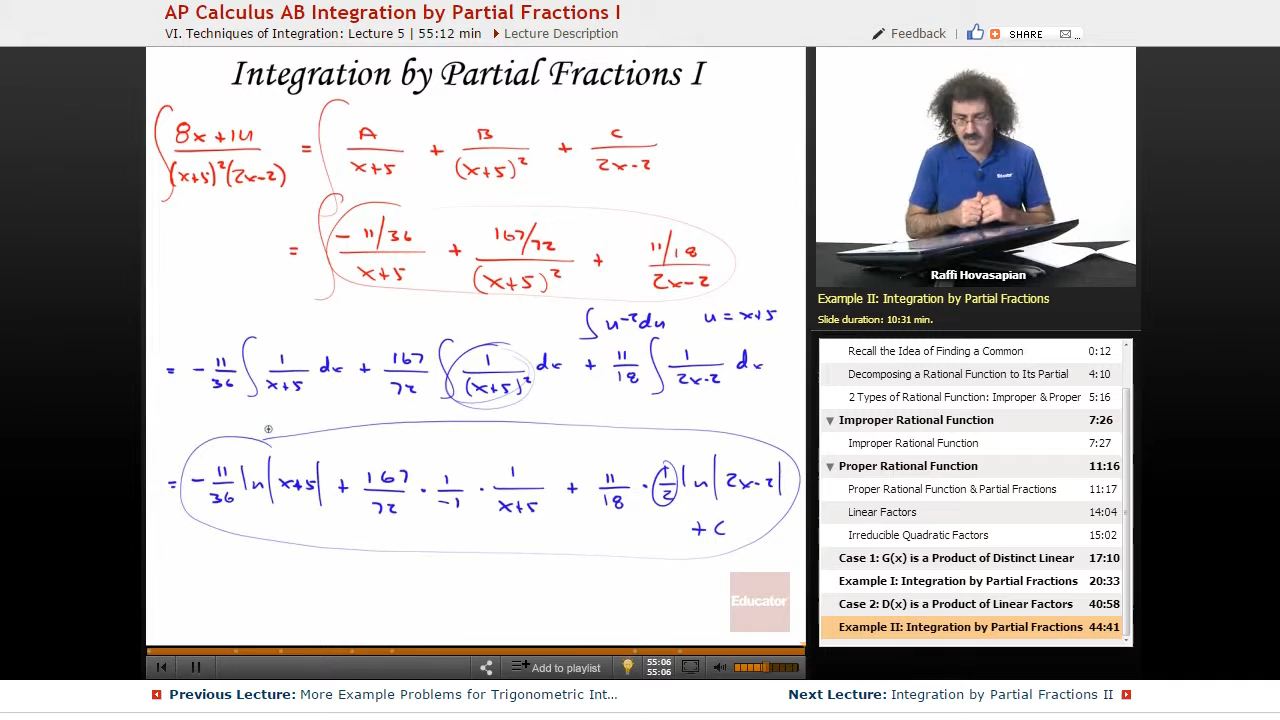 AP Calculus AB Integration by Partial Fractions I
VI. Techniques of Integration: Lecture 5 | 55:12 min Lecture Description
Feedback | SHARE
Integration by Partial Fractions I
∫ 8x+14 / (x+5)²(2x-2) = ∫ A / x+5 + B / (x+5)² + C / 2x-2
= ∫ -11/36 / x+5 + 167/72 / (x+5)² + 11/18 / 2x-2
∫ u⁻² du u = x+5
= - 11/36 ∫ 1/x+5 dx + 167/72 ∫ 1/(x+5)² dx + 11/18 ∫ 1/2x-2 dx
= - 11/36 ln|x+5| + 167/72 · 1/-1 · 1/x+5 + 11/18 · 1/2 ln|2x-2|
+ C
Educator
Educator
Raffi Hovasapian
Example II: Integration by Partial Fractions
Slide duration: 10:31 min.
Recall the Idea of Finding a Common 0:12
Decomposing a Rational Function to Its Partial 4:10
2 Types of Rational Function: Improper & Proper 5:16
Improper Rational Function 7:26
Improper Rational Function 7:27
Proper Rational Function 11:16
Proper Rational Function & Partial Fractions 11:17
Linear Factors 14:04
Irreducible Quadratic Factors 15:02
Case 1: G(x) is a Product of Distinct Linear 17:10
Example I: Integration by Partial Fractions 20:33
Case 2: D(x) is a Product of Linear Factors 40:58
Example II: Integration by Partial Fractions 44:41
Add to playlist 55:06
55:06
Previous Lecture: More Example Problems for Trigonometric Int...
Next Lecture: Integration by Partial Fractions II